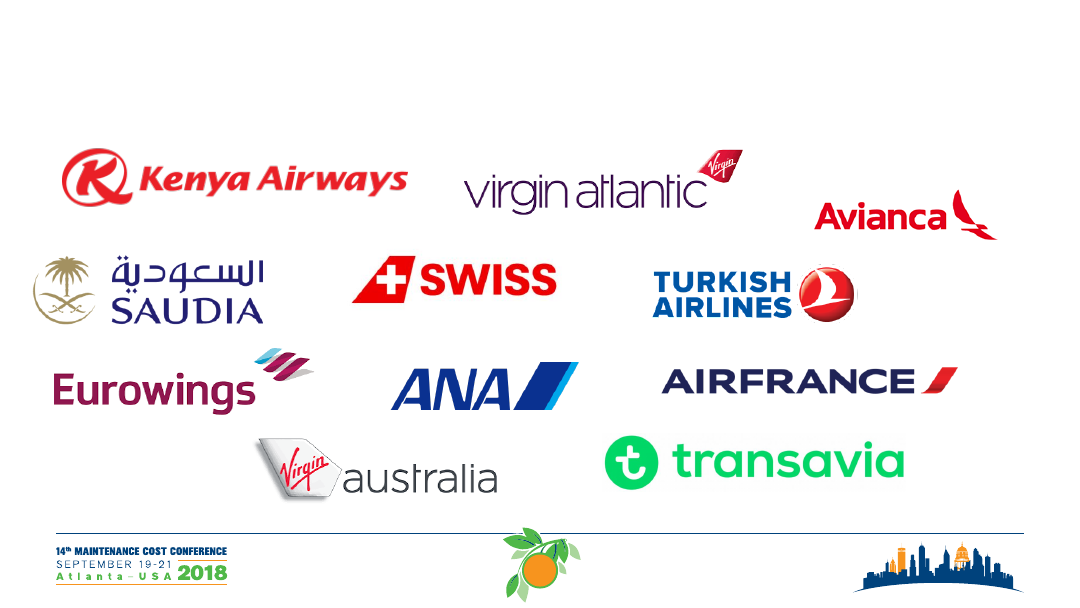 Kenya Airways
virgin atlantic
Virgin
Avianca
السعودية
SAUDIA
SWISS
TURKISH
AIRLINES
Eurowings
ANA
AIRFRANCE
Virgin
australia
t transavia
14th MAINTENANCE COST CONFERENCE
SEPTEMBER 19-21
Atlanta-USA 2018